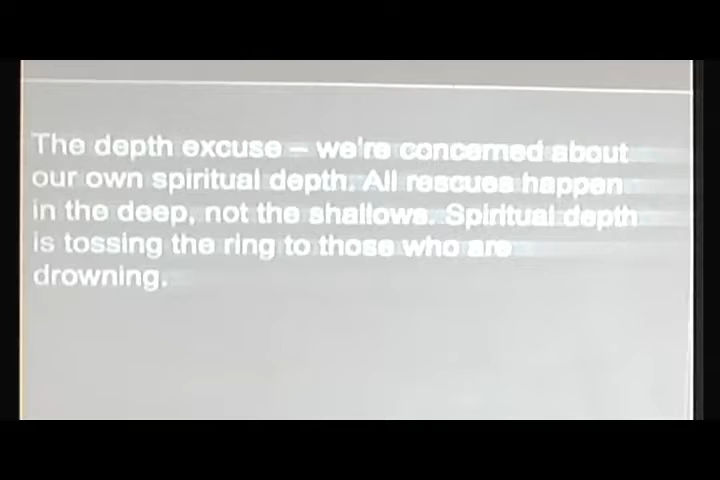 The depth excuse – we're concerned about
our own spiritual depth. All rescues happen
in the deep, not the shallows. Spiritual depth
is tossing the ring to those who are
drowning.